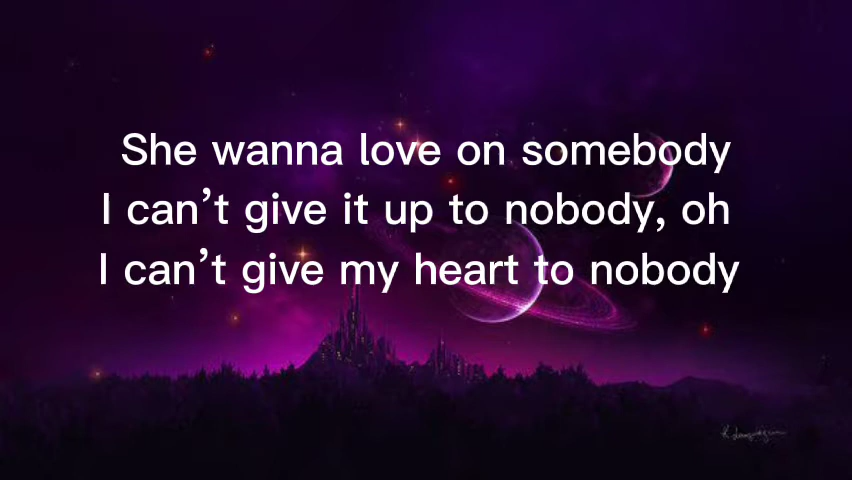 She wanna love on somebody
I can’t give it up to nobody, oh
I can’t give my heart to nobody